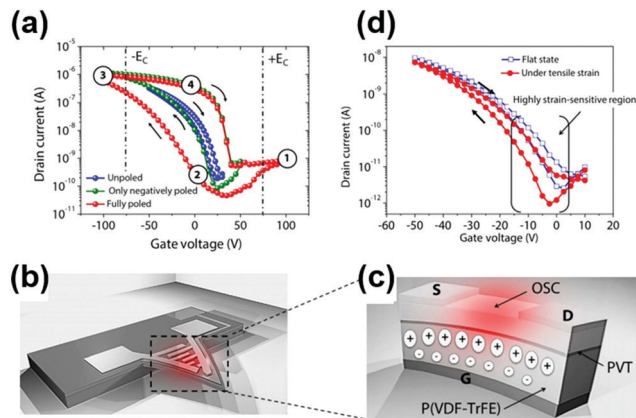 (a)
-E_C
+E_C
10⁻⁵
10⁻⁶
10⁻⁷
10⁻⁸
10⁻⁹
10⁻¹⁰
10⁻¹¹
Drain current (A)
3
4
2
1
Unpoled
Only negatively poled
Fully poled
-100
-50
0
50
100
Gate voltage (V)
(d)
10⁻⁸
10⁻⁹
10⁻¹⁰
10⁻¹¹
10⁻¹²
Drain current (A)
Flat state
Under tensile strain
Highly strain-sensitive region
-60
-50
-40
-30
-20
-10
0
10
20
Gate voltage (V)
(b)
(c)
S
OSC
D
G
PVT
P(VDF-TrFE)